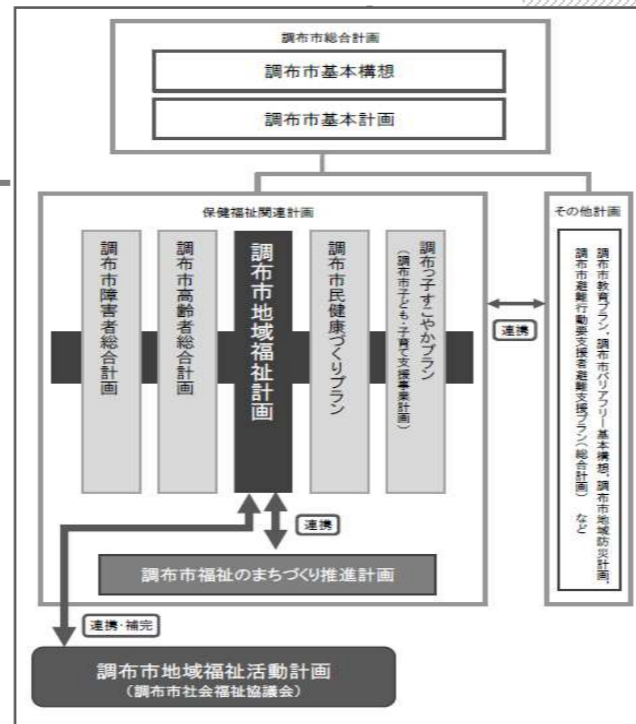 調布市総合計画
調布市基本構想
調布市基本計画
保健福祉関連計画
調布市障害者総合計画
調布市高齢者総合計画
調布市地域福祉計画
調布市民健康づくりプラン
調布っ子すこやかプラン
（調布市子ども・子育て支援事業計画）
連携
その他計画
調布市教育プラン，調布市バリアフリー基本構想，調布市地域防災計画，
調布市避難行動要支援者避難支援プラン（総合計画）　など
連携
調布市福祉のまちづくり推進計画
連携・補完
調布市地域福祉活動計画
（調布市社会福祉協議会）